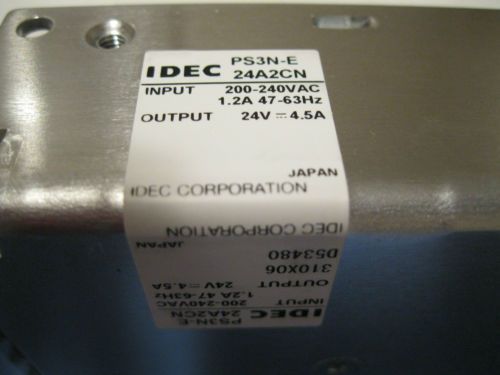 IDEC PS3N-E
24A2CN
INPUT 200-240VAC
1.2A 47-63Hz
OUTPUT 24V⎓4.5A
JAPAN
IDEC CORPORATION
IDEC PS3N-E
24A2CN
INPUT 200-240VAC
1.2A 47-63Hz
OUTPUT 24V⎓4.5A
310X06
D53480
JAPAN
IDEC CORPORATION